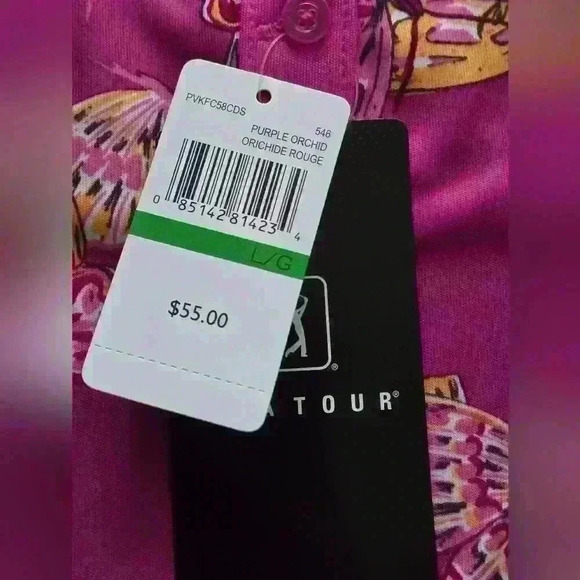 PVKFC58CDS
546
PURPLE ORCHID
ORICHIDE ROUGE
0 85142 81423 4
L/G
$55.00
A TOUR®